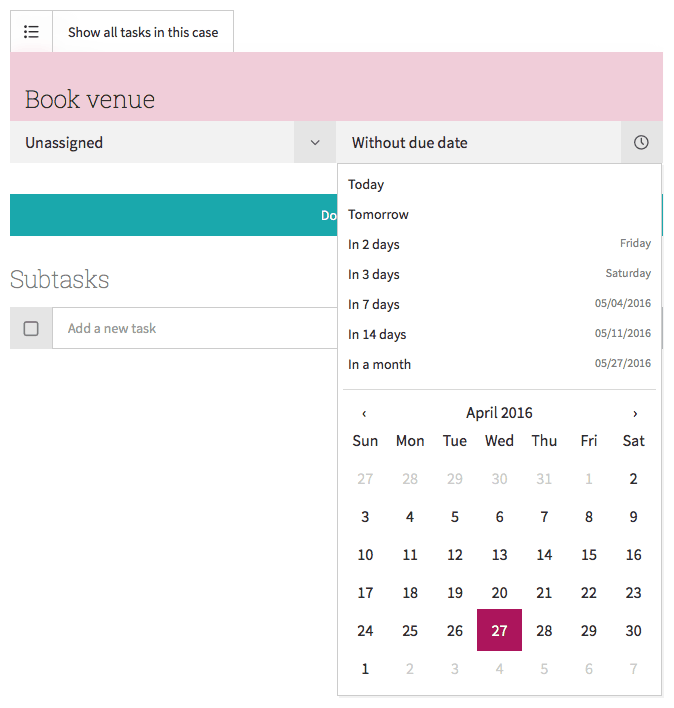 Show all tasks in this case
Book venue
Unassigned
Without due date
Do
Subtasks
Add a new task
Today
Tomorrow
In 2 days Friday
In 3 days Saturday
In 7 days 05/04/2016
In 14 days 05/11/2016
In a month 05/27/2016
‹ April 2016 ›
Sun Mon Tue Wed Thu Fri Sat
27 28 29 30 31 1 2
3 4 5 6 7 8 9
10 11 12 13 14 15 16
17 18 19 20 21 22 23
24 25 26 27 28 29 30
1 2 3 4 5 6 7